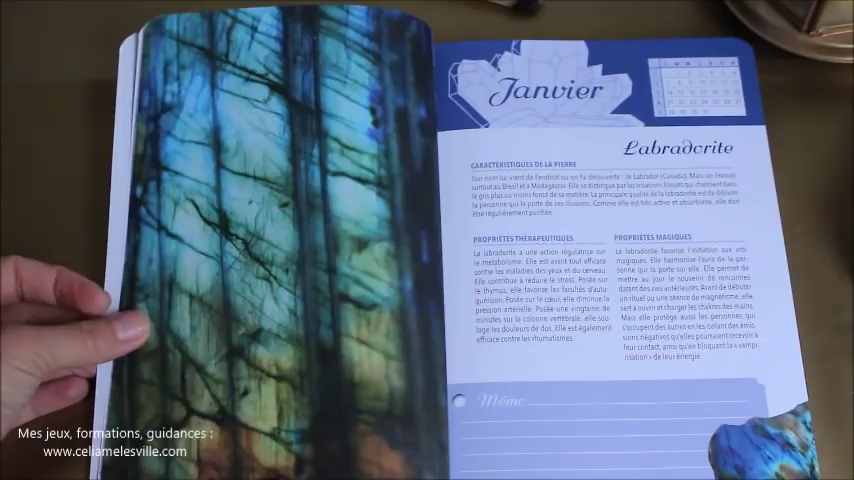 Janvier
L M M J V S D
Labradorite
CARACTÉRISTIQUES DE LA PIERRE
Son nom lui vient de l'endroit où on l'a découverte : le Labrador (Canada). Mais on l'extrait
surtout au Brésil et à Madagascar. Elle se distingue par les irisations bleues qui chatoient dans
le gris plus ou moins foncé de sa matière. La principale qualité de la labradorite est de délivrer
la personne qui la porte de ses illusions. Comme elle est très active et absorbante, elle doit
être régulièrement purifiée.
PROPRIÉTÉS THÉRAPEUTIQUES
La labradorite a une action régulatrice sur
le métabolisme. Elle est avant tout efficace
contre les maladies des yeux et du cerveau.
Elle contribue à réduire le stress. Posée sur
le thymus, elle favorise les facultés d'auto-
guérison. Posée sur le cœur, elle diminue la
pression artérielle. Posée une vingtaine de
minutes sur la colonne vertébrale, elle sou-
lage les douleurs de dos. Elle est également
efficace contre les rhumatismes.
PROPRIÉTÉS MAGIQUES
La labradorite favorise l'initiation aux arts
magiques. Elle harmonise l'aura de la per-
sonne qui la porte sur elle. Elle permet de
mettre au jour le souvenir de rencontres
datant des vies antérieures. Avant de débuter
un rituel ou une séance de magnétisme, elle
sert à ouvrir et charger les chakras des mains.
Mais elle protège aussi les personnes qui
s'occupent des autres en les isolant des émis-
sions négatives qu'elles pourraient recevoir à
leur contact, ainsi qu'en bloquant la « vampi-
risation » de leur énergie.
Mémo
Mes jeux, formations, guidances :
www.celiamelesville.com